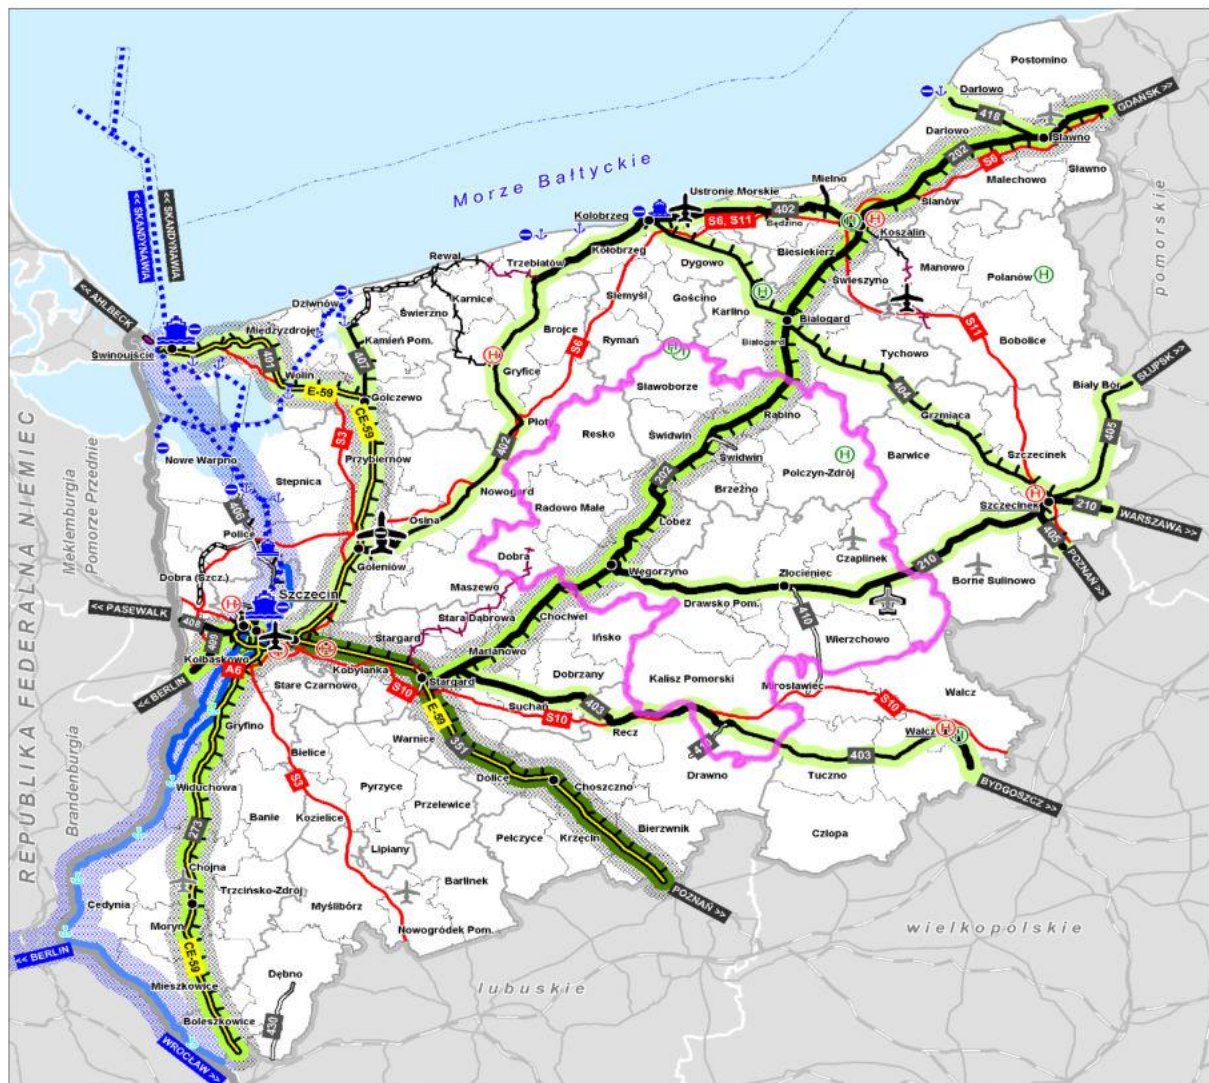 Postomino
Darłowo
GDAŃSK >>
418
Darłowo
Sławno
202
S6
Sławno
Malechowo
Morze Bałtyckie
Mielno
Ustronie Morskie
Sianów
<< SKANDYNAWIA
<< SKANDYNAWIA
Kołobrzeg
402
Będzino
S6, S11
Koszalin
pomorskie
Kołobrzeg
Biesiekierz
Rewal
Trzebiatów
Dygowo
Manowo
Polanów
Świeszyno
<< AHLBECK
Dziwnów
Karnice
Siemyśl
Gościno
Karlino
Świerzno
Białogard
Międzyzdroje
Brojce
Rymań
S11
Kamień Pom.
Białogard
Bobolice
Świnoujście
401
407
S6
Tychowo
Gryfice
SŁUPSK >>
Wolin
Sławoborze
Biały Bór
E-59
Golczewo
404
Rąbino
Grzmiąca
CE-59
Płoty
S3
402
Resko
Świdwin
405
Barwice
Szczecinek
Przybiernów
Świdwin
Połczyn-Zdrój
Nowe Warpno
202
Stepnica
Brzeżno
Nowogard
406
Radowo Małe
Szczecinek
210
WARSZAWA >>
Osina
Łobez
405
Police
POZNAŃ >>
Dobra
Czaplinek
210
Goleniów
Węgorzyno
Borne Sulinowo
Dobra (Szcz.)
Maszewo
Złocieniec
Szczecin
Drawsko Pom.
<< PASEWALK
408
Stara Dąbrowa
Chociwel
410
409
Stargard
Ińsko
Wierzchowo
Marianowo
Kołbaskowo
A6
Kobylanka
Dobrzany
<< BERLIN
Stargard
Kalisz Pomorski
Mirosławiec
Wałcz
Stare Czarnowo
S10
Suchań
403
S10
E-59
S10
Gryfino
Recz
Wałcz
Bielice
Warnice
351
403
S3
Drawno
Tuczno
Widuchowa
Pyrzyce
Dolice
Choszczno
BYDGOSZCZ >>
Przelewice
Banie
Kozielice
273
Bierzwnik
Człopa
Pełczyce
Krzęcin
Lipiany
Chojna
Barlinek
Trzcińsko-Zdrój
POZNAŃ >>
Cedynia
Myślibórz
Moryń
Nowogródek Pom.
wielkopolskie
<< BERLIN
CE-59
Dębno
Mieszkowice
lubuskie
Boleszkowice
430
WROCŁAW >>
REPUBLIKA FEDERALNA NIEMIEC
Meklemburgia
Pomorze Przednie
Brandenburgia